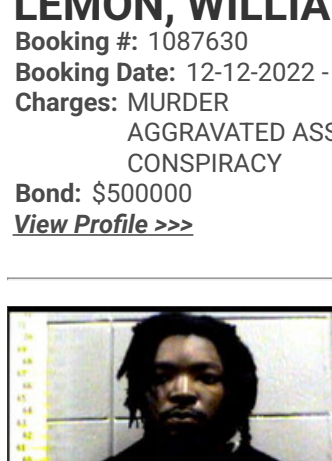 LEMON, WILLIA
Booking #: 1087630
Booking Date: 12-12-2022 -
Charges: MURDER
AGGRAVATED ASS
CONSPIRACY
Bond: $500000
View Profile >>>